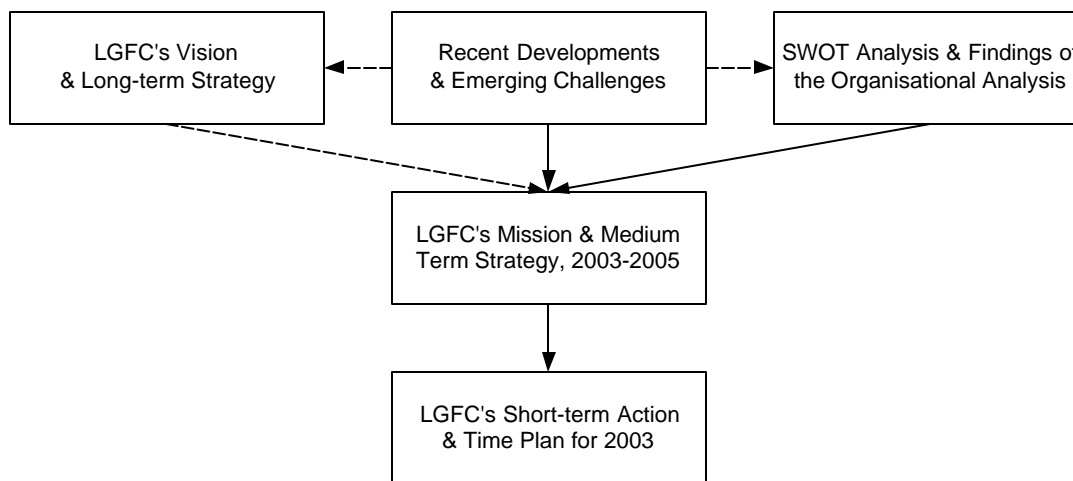 LGFC's Vision
& Long-term Strategy
Recent Developments
& Emerging Challenges
SWOT Analysis & Findings of
the Organisational Analysis
LGFC's Mission & Medium
Term Strategy, 2003-2005
LGFC's Short-term Action
& Time Plan for 2003